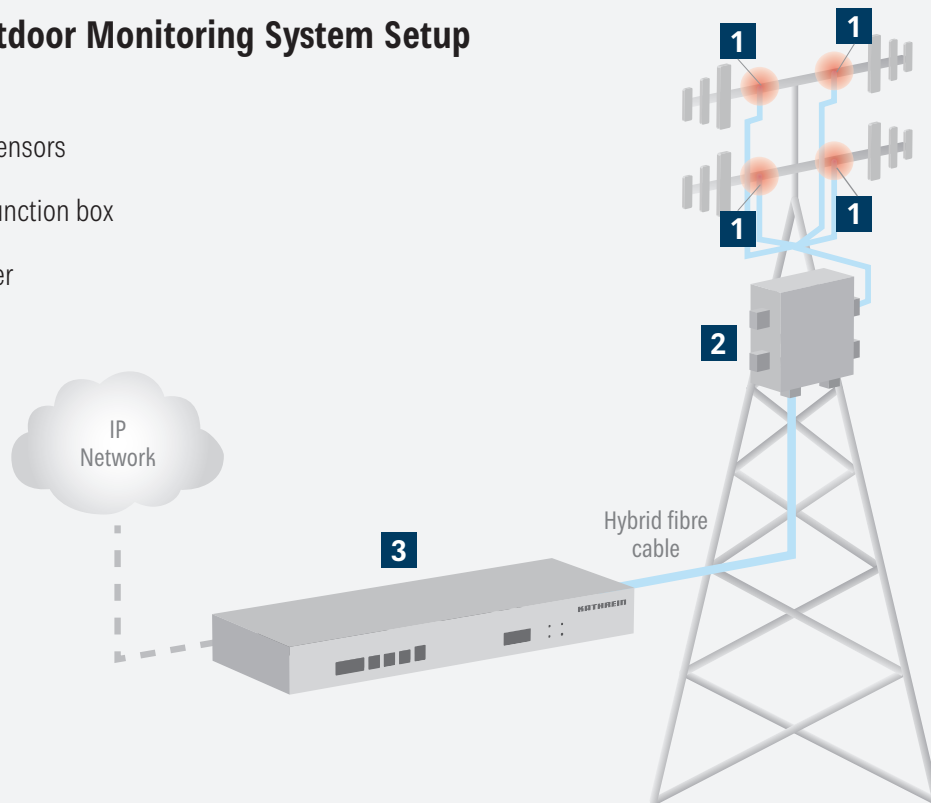 tdoor Monitoring System Setup
1
1
ensors
unction box
1
1
er
2
IP
Network
Hybrid fibre
cable
3
KATHREIN